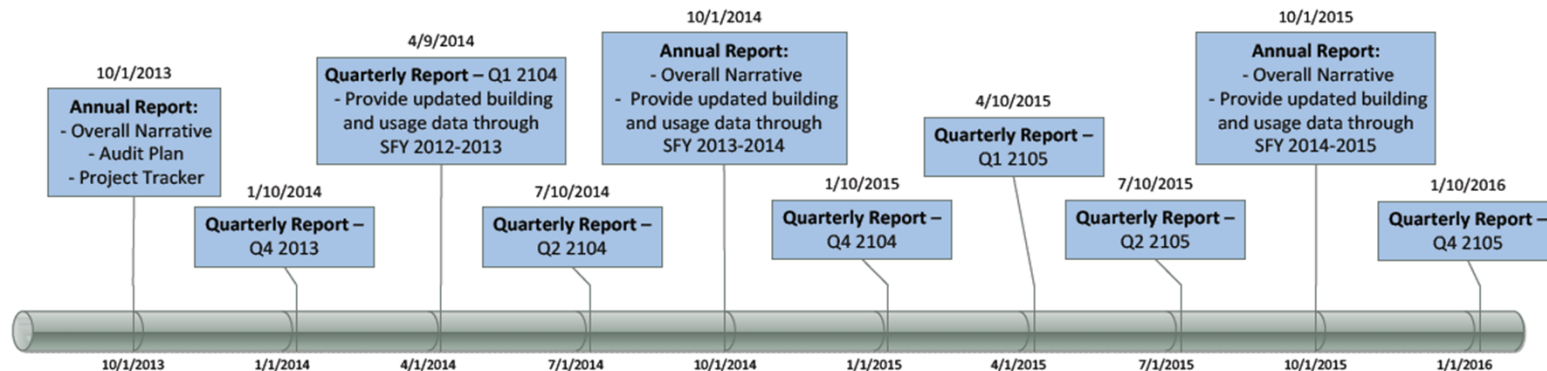 10/1/2013
Annual Report:
- Overall Narrative
- Audit Plan
- Project Tracker
1/10/2014
Quarterly Report –
Q4 2013
4/9/2014
Quarterly Report – Q1 2104
- Provide updated building
and usage data through
SFY 2012-2013
7/10/2014
Quarterly Report –
Q2 2104
10/1/2014
Annual Report:
- Overall Narrative
- Provide updated building
and usage data through
SFY 2013-2014
1/10/2015
Quarterly Report –
Q4 2104
4/10/2015
Quarterly Report –
Q1 2105
7/10/2015
Quarterly Report –
Q2 2105
10/1/2015
Annual Report:
- Overall Narrative
- Provide updated building
and usage data through
SFY 2014-2015
1/10/2016
Quarterly Report –
Q4 2105
10/1/2013
1/1/2014
4/1/2014
7/1/2014
10/1/2014
1/1/2015
4/1/2015
7/1/2015
10/1/2015
1/1/2016